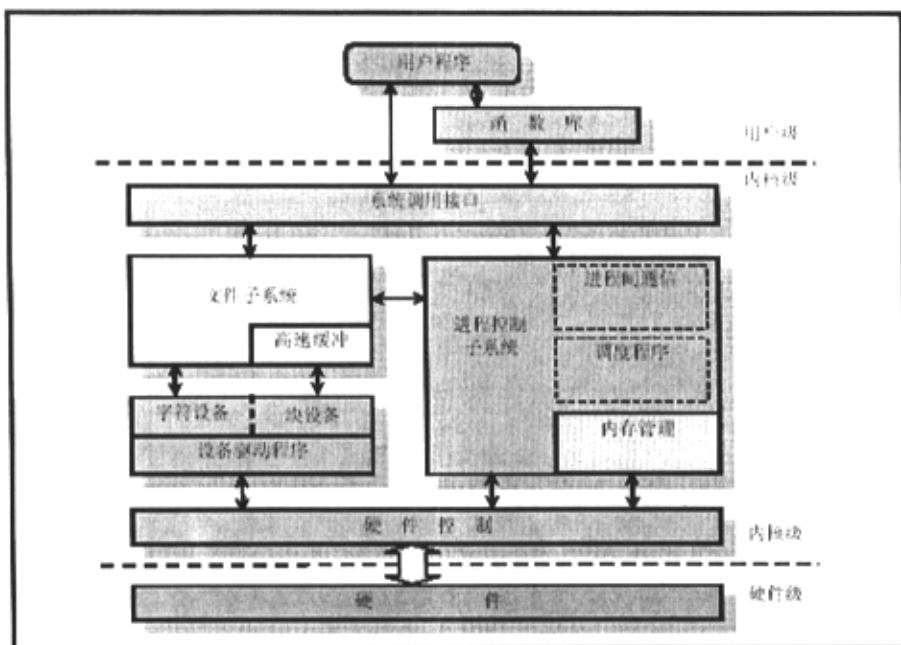 用户程序
函 数 库
用户级
内核级
系统调用接口
文件子系统
高速缓冲
进程控制
子系统
进程间通信
调度程序
内存管理
字符设备
块设备
设备驱动程序
硬 件 控 制
内核级
硬件级
硬 件